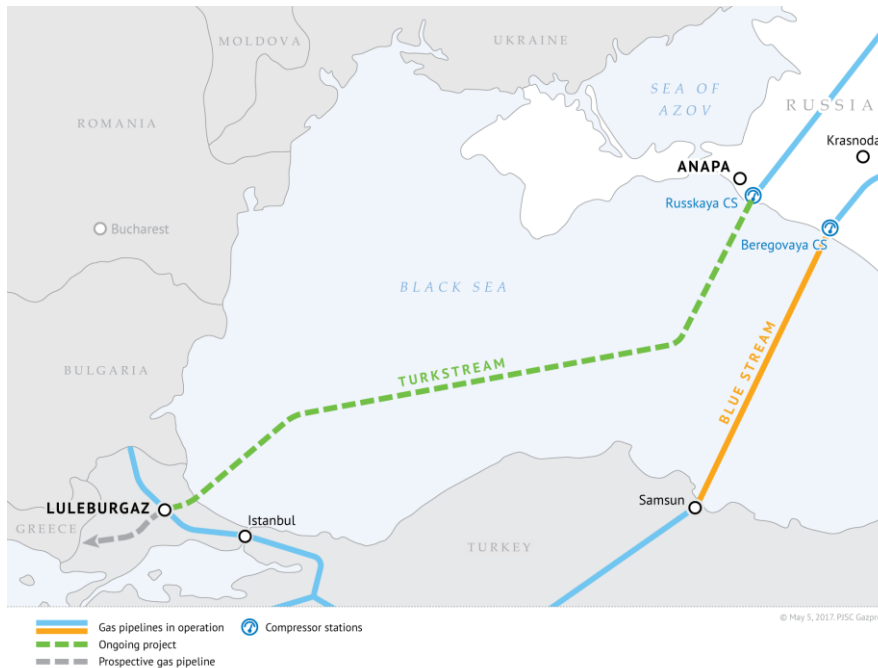 MOLDOVA
UKRAINE
SEA OF
AZOV
RUSSIA
ROMANIA
Krasnoda
ANAPA
Russkaya CS
Bucharest
Beregovaya CS
BLACK SEA
BULGARIA
TURKSTREAM
BLUE STREAM
LULEBURGAZ
Samsun
Istanbul
GREECE
TURKEY
© May 5, 2017. PJSC Gazpr
Gas pipelines in operation
Compressor stations
Ongoing project
Prospective gas pipeline